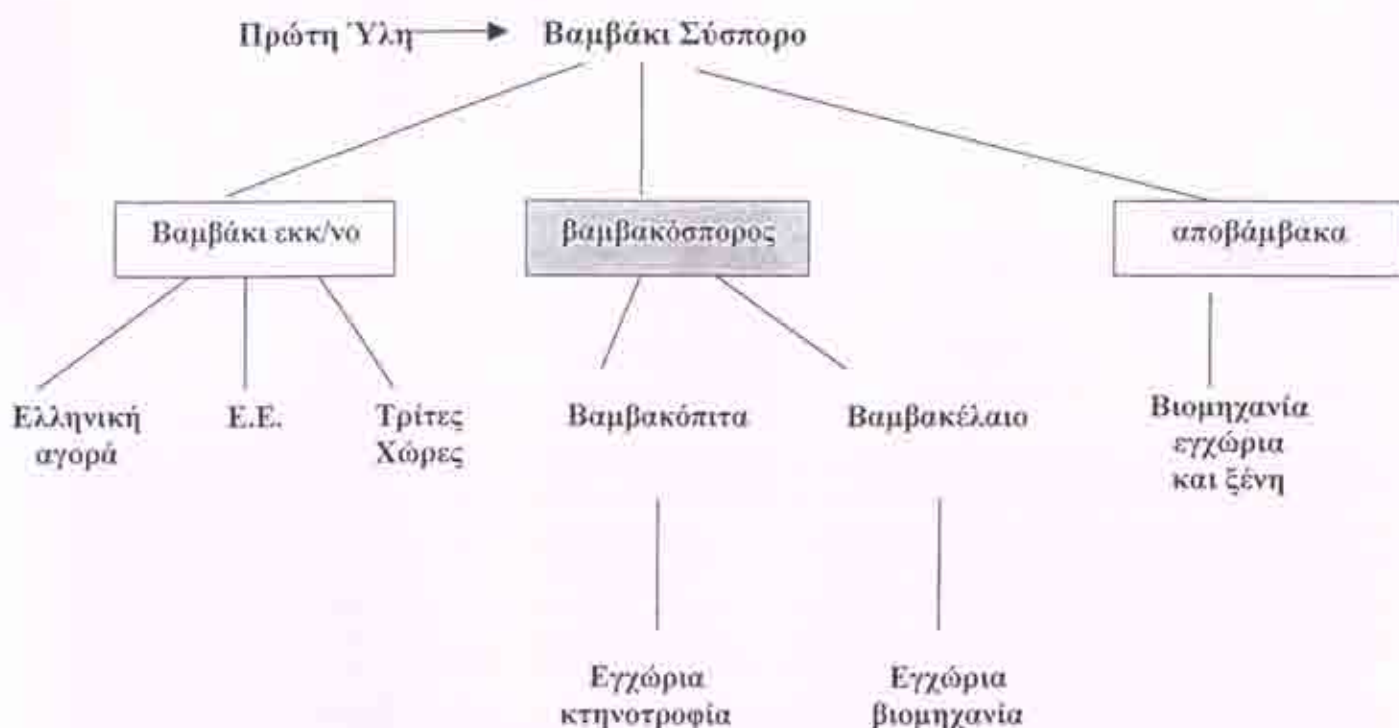 Πρώτη Ύλη Βαμβάκι Σύσπορο
Βαμβάκι εκκ/νο βαμβακόσπορος αποβάμβακα
Ελληνική
αγορά
Ε.Ε.
Τρίτες
Χώρες
Βαμβακόπιτα
Βαμβακέλαιο
Βιομηχανία
εγχώρια
και ξένη
Εγχώρια
κτηνοτροφία
Εγχώρια
βιομηχανία